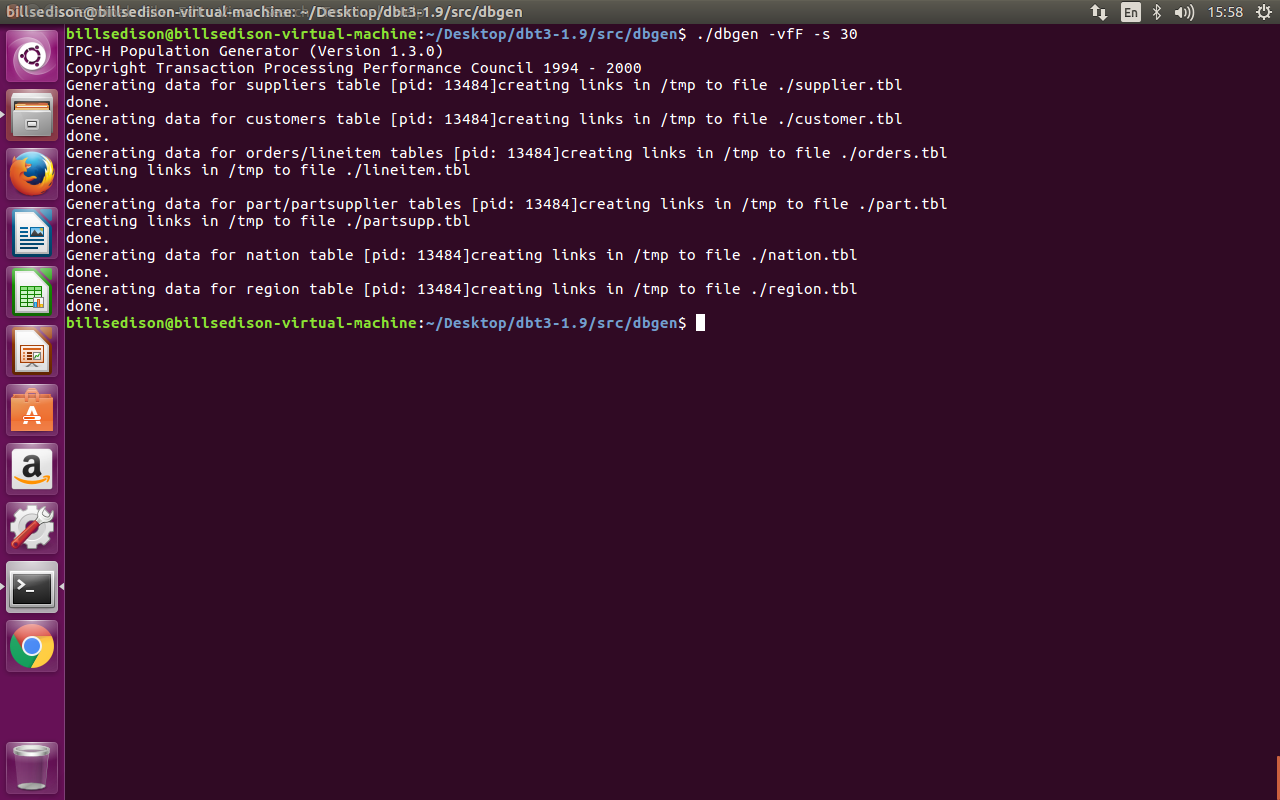 billsedison@billsedison-virtual-machine: ~/Desktop/dbt3-1.9/src/dbgen
En
15:58
billsedison@billsedison-virtual-machine:~/Desktop/dbt3-1.9/src/dbgen$ ./dbgen -vfF -s 30
TPC-H Population Generator (Version 1.3.0)
Copyright Transaction Processing Performance Council 1994 - 2000
Generating data for suppliers table [pid: 13484]creating links in /tmp to file ./supplier.tbl
done.
Generating data for customers table [pid: 13484]creating links in /tmp to file ./customer.tbl
done.
Generating data for orders/lineitem tables [pid: 13484]creating links in /tmp to file ./orders.tbl
creating links in /tmp to file ./lineitem.tbl
done.
Generating data for part/partsupplier tables [pid: 13484]creating links in /tmp to file ./part.tbl
creating links in /tmp to file ./partsupp.tbl
done.
Generating data for nation table [pid: 13484]creating links in /tmp to file ./nation.tbl
done.
Generating data for region table [pid: 13484]creating links in /tmp to file ./region.tbl
done.
billsedison@billsedison-virtual-machine:~/Desktop/dbt3-1.9/src/dbgen$